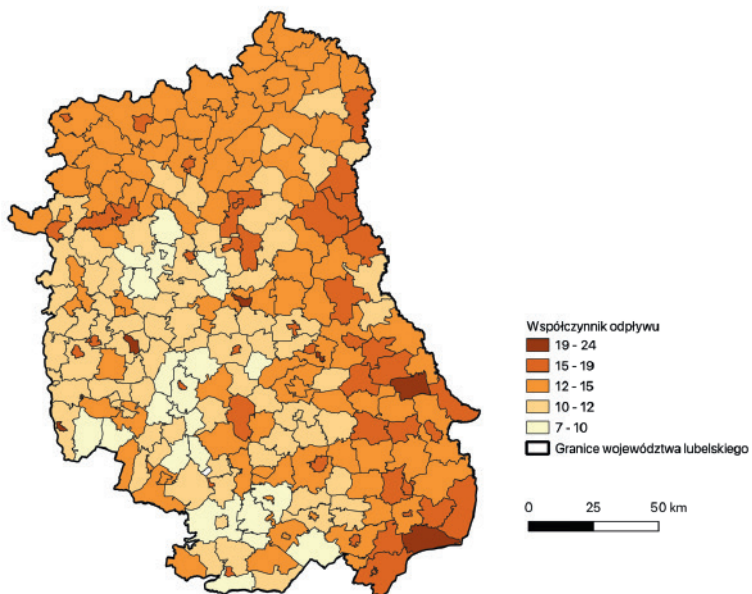 Współczynnik odpływu
19 - 24
15 - 19
12 - 15
10 - 12
7 - 10
Granice województwa lubelskiego
0 25 50 km